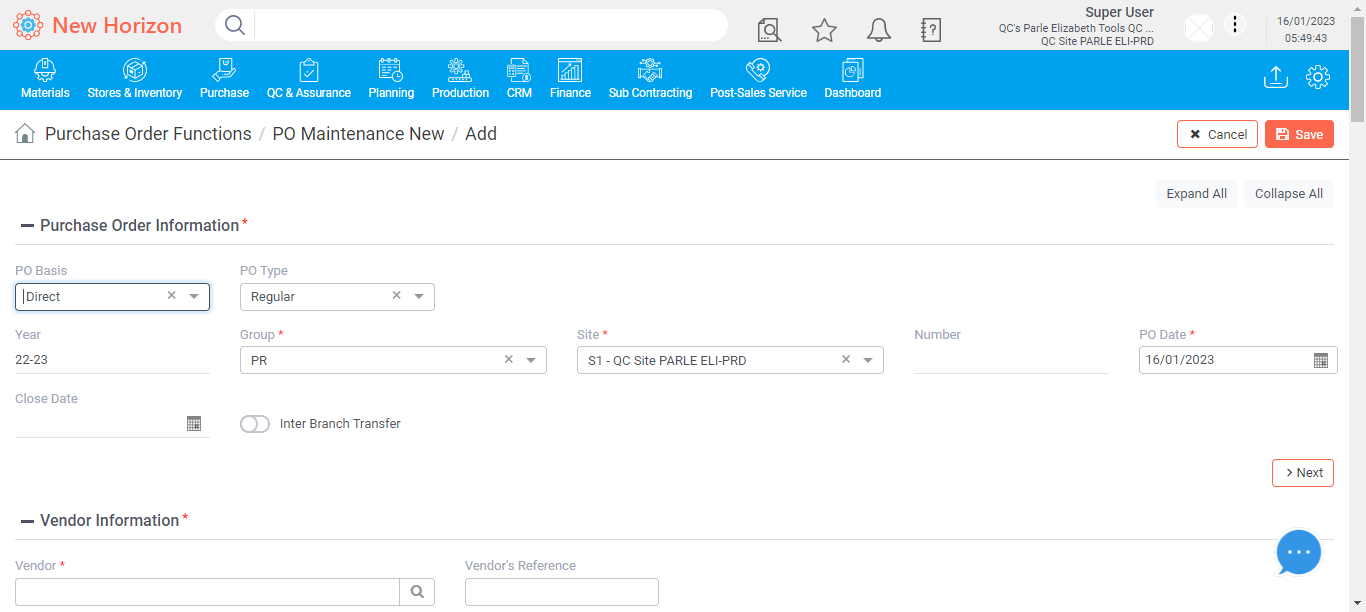 New Horizon
Super User
QC's Parle Elizabeth Tools QC ...
QC Site PARLE ELI-PRD
16/01/2023
05:49:43
Materials Stores & Inventory Purchase QC & Assurance Planning Production CRM Finance Sub Contracting Post-Sales Service Dashboard
Purchase Order Functions / PO Maintenance New / Add
Cancel Save
Expand All Collapse All
Purchase Order Information *
PO Basis PO Type
Direct Regular
Year Group * Site * Number PO Date *
22-23 PR S1 - QC Site PARLE ELI-PRD 16/01/2023
Close Date
Inter Branch Transfer
Next
Vendor Information *
Vendor * Vendor's Reference